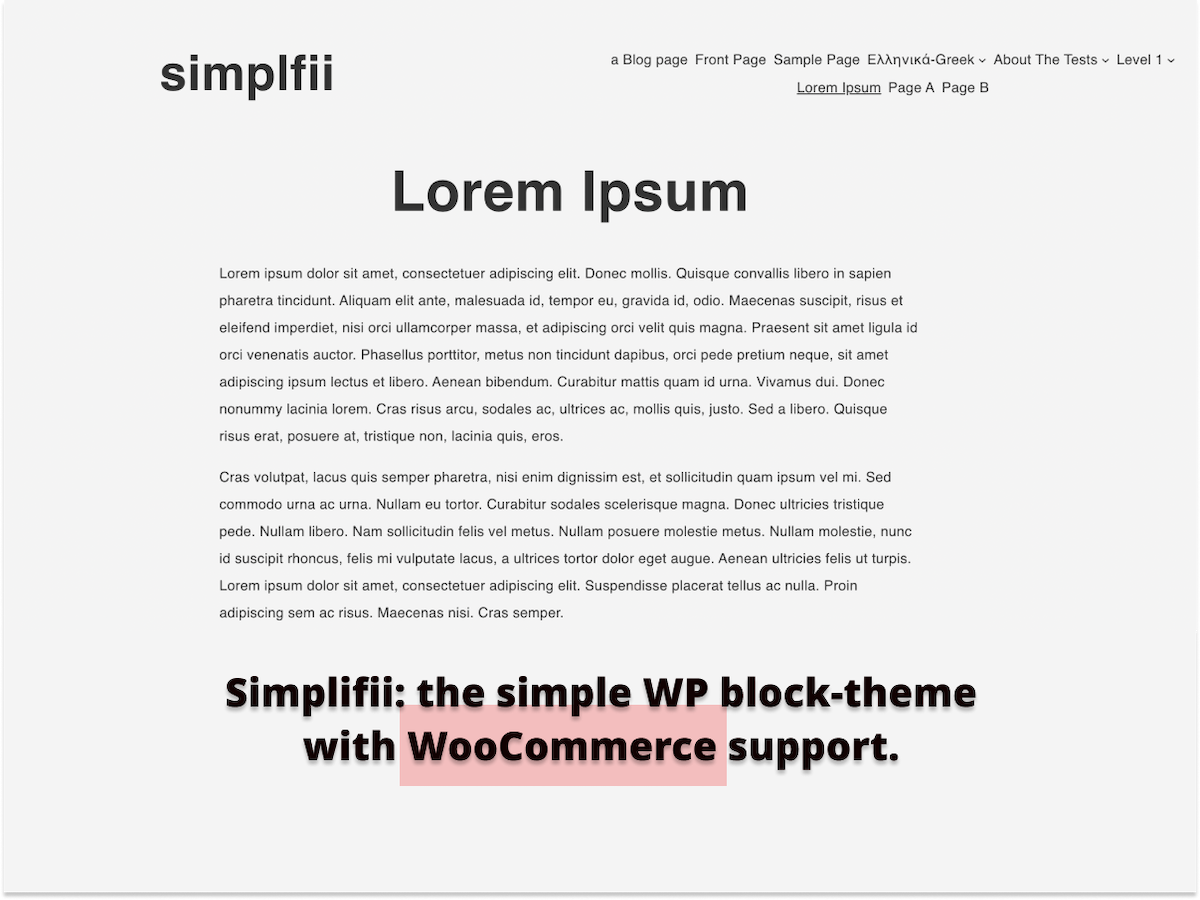 simplfii
a Blog page Front Page Sample Page Ελληνικά-Greek About The Tests Level 1
Lorem Ipsum Page A Page B
Lorem Ipsum
Lorem ipsum dolor sit amet, consectetuer adipiscing elit. Donec mollis. Quisque convallis libero in sapien
pharetra tincidunt. Aliquam elit ante, malesuada id, tempor eu, gravida id, odio. Maecenas suscipit, risus et
eleifend imperdiet, nisi orci ullamcorper massa, et adipiscing orci velit quis magna. Praesent sit amet ligula id
orci venenatis auctor. Phasellus porttitor, metus non tincidunt dapibus, orci pede pretium neque, sit amet
adipiscing ipsum lectus et libero. Aenean bibendum. Curabitur mattis quam id urna. Vivamus dui. Donec
nonummy lacinia lorem. Cras risus arcu, sodales ac, ultrices ac, mollis quis, justo. Sed a libero. Quisque
risus erat, posuere at, tristique non, lacinia quis, eros.
Cras volutpat, lacus quis semper pharetra, nisi enim dignissim est, et sollicitudin quam ipsum vel mi. Sed
commodo urna ac urna. Nullam eu tortor. Curabitur sodales scelerisque magna. Donec ultricies tristique
pede. Nullam libero. Nam sollicitudin felis vel metus. Nullam posuere molestie metus. Nullam molestie, nunc
id suscipit rhoncus, felis mi vulputate lacus, a ultrices tortor dolor eget augue. Aenean ultricies felis ut turpis.
Lorem ipsum dolor sit amet, consectetuer adipiscing elit. Suspendisse placerat tellus ac nulla. Proin
adipiscing sem ac risus. Maecenas nisi. Cras semper.
Simplifii: the simple WP block-theme
with WooCommerce support.